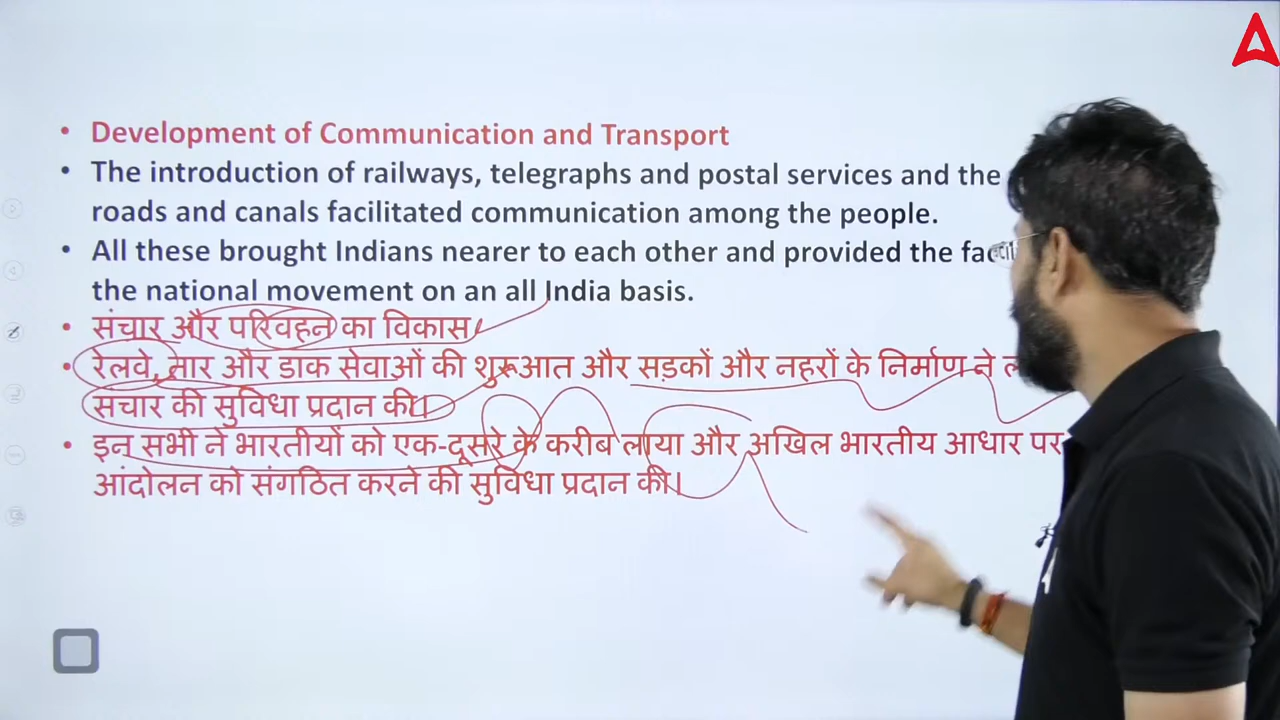 Development of Communication and Transport
The introduction of railways, telegraphs and postal services and the
roads and canals facilitated communication among the people.
All these brought Indians nearer to each other and provided the
the national movement on an all India basis.
संचार और परिवहन का विकास
रेलवे, तार और डाक सेवाओं की शुरूआत और सड़कों और नहरों के निर्माण ने
संचार की सुविधा प्रदान की।
इन सभी ने भारतीयों को एक-दूसरे के करीब लाया और अखिल भारतीय आधार पर
आंदोलन को संगठित करने की सुविधा प्रदान की।